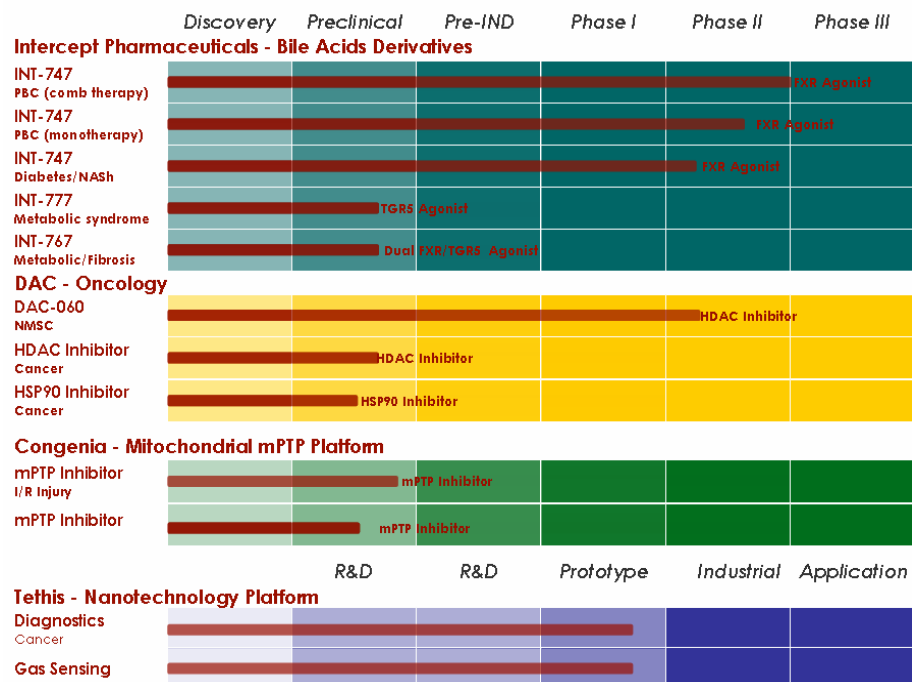 Discovery Preclinical Pre-IND Phase I Phase II Phase III
Intercept Pharmaceuticals - Bile Acids Derivatives
INT-747
PBC (comb therapy)
FXR Agonist
INT-747
PBC (monotherapy)
FXR Agonist
INT-747
Diabetes/NASh
FXR Agonist
INT-777
Metabolic syndrome
TGR5 Agonist
INT-767
Metabolic/Fibrosis
Dual FXR/TGR5 Agonist
DAC - Oncology
DAC-060
NMSC
HDAC Inhibitor
HDAC Inhibitor
Cancer
HDAC Inhibitor
HSP90 Inhibitor
Cancer
HSP90 Inhibitor
Congenia - Mitochondrial mPTP Platform
mPTP Inhibitor
I/R Injury
mPTP Inhibitor
mPTP Inhibitor
mPTP Inhibitor
R&D R&D Prototype Industrial Application
Tethis - Nanotechnology Platform
Diagnostics
Cancer
Gas Sensing